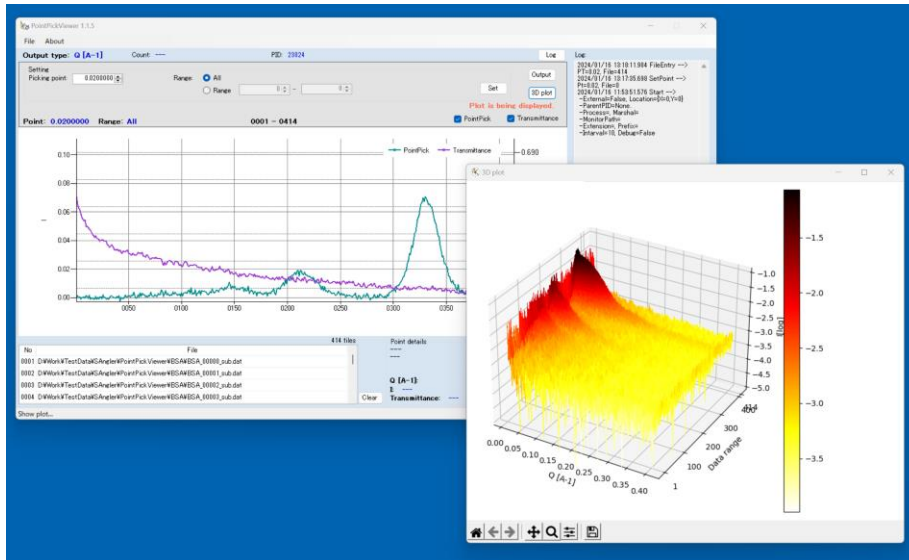 PointPickViewer 1.1.5
File About
Output type: Q [A-1] Count: --- PID: 23024 Log
Setting
Picking point: 0.0200000 Range: All
Range 0 - 0
Set
Output
3D plot
Plot is being displayed.
Point: 0.0200000 Range: All 0001 - 0414 PointPick Transmittance
Log:
2024/01/16 13:18:11.904 FileEntry -->
PT=0.02, File=414
2024/01/16 13:17:05.698 SetPoint -->
Pt=0.02, File=0
2024/01/16 11:53:51.576 Start -->
-External=False, Location={X=0,Y=0}
-ParentPID=None
-Process=, Marshal=
-MonitorPath=
-Extension=, Prefix=
-Interval=10, Debug=False
PointPick Transmittance
0.10
0.08
0.06
0.04
0.02
0.00
I
0.690
0050 0100 0150 0200 0250 0300 0350
414 files
No File
0001 D:¥Work¥TestData¥SAngler¥PointPickViewer¥BSA¥BSA_00000_sub.dat
0002 D:¥Work¥TestData¥SAngler¥PointPickViewer¥BSA¥BSA_00001_sub.dat
0003 D:¥Work¥TestData¥SAngler¥PointPickViewer¥BSA¥BSA_00002_sub.dat
0004 D:¥Work¥TestData¥SAngler¥PointPickViewer¥BSA¥BSA_00003_sub.dat
Clear
Point details
----
---
Q [A-1]:
I: ---
Transmittance: ---
Show plot...
3D plot
-1.0
-1.5
-2.0
-2.5
-3.0
-3.5
-4.0
-4.5
-5.0
I[log]
0.00 0.05 0.10 0.15 0.20 0.25 0.30 0.35 0.40
Q [A-1]
1 100 200 300 400 414
Data range
-1.5
-2.0
-2.5
-3.0
-3.5